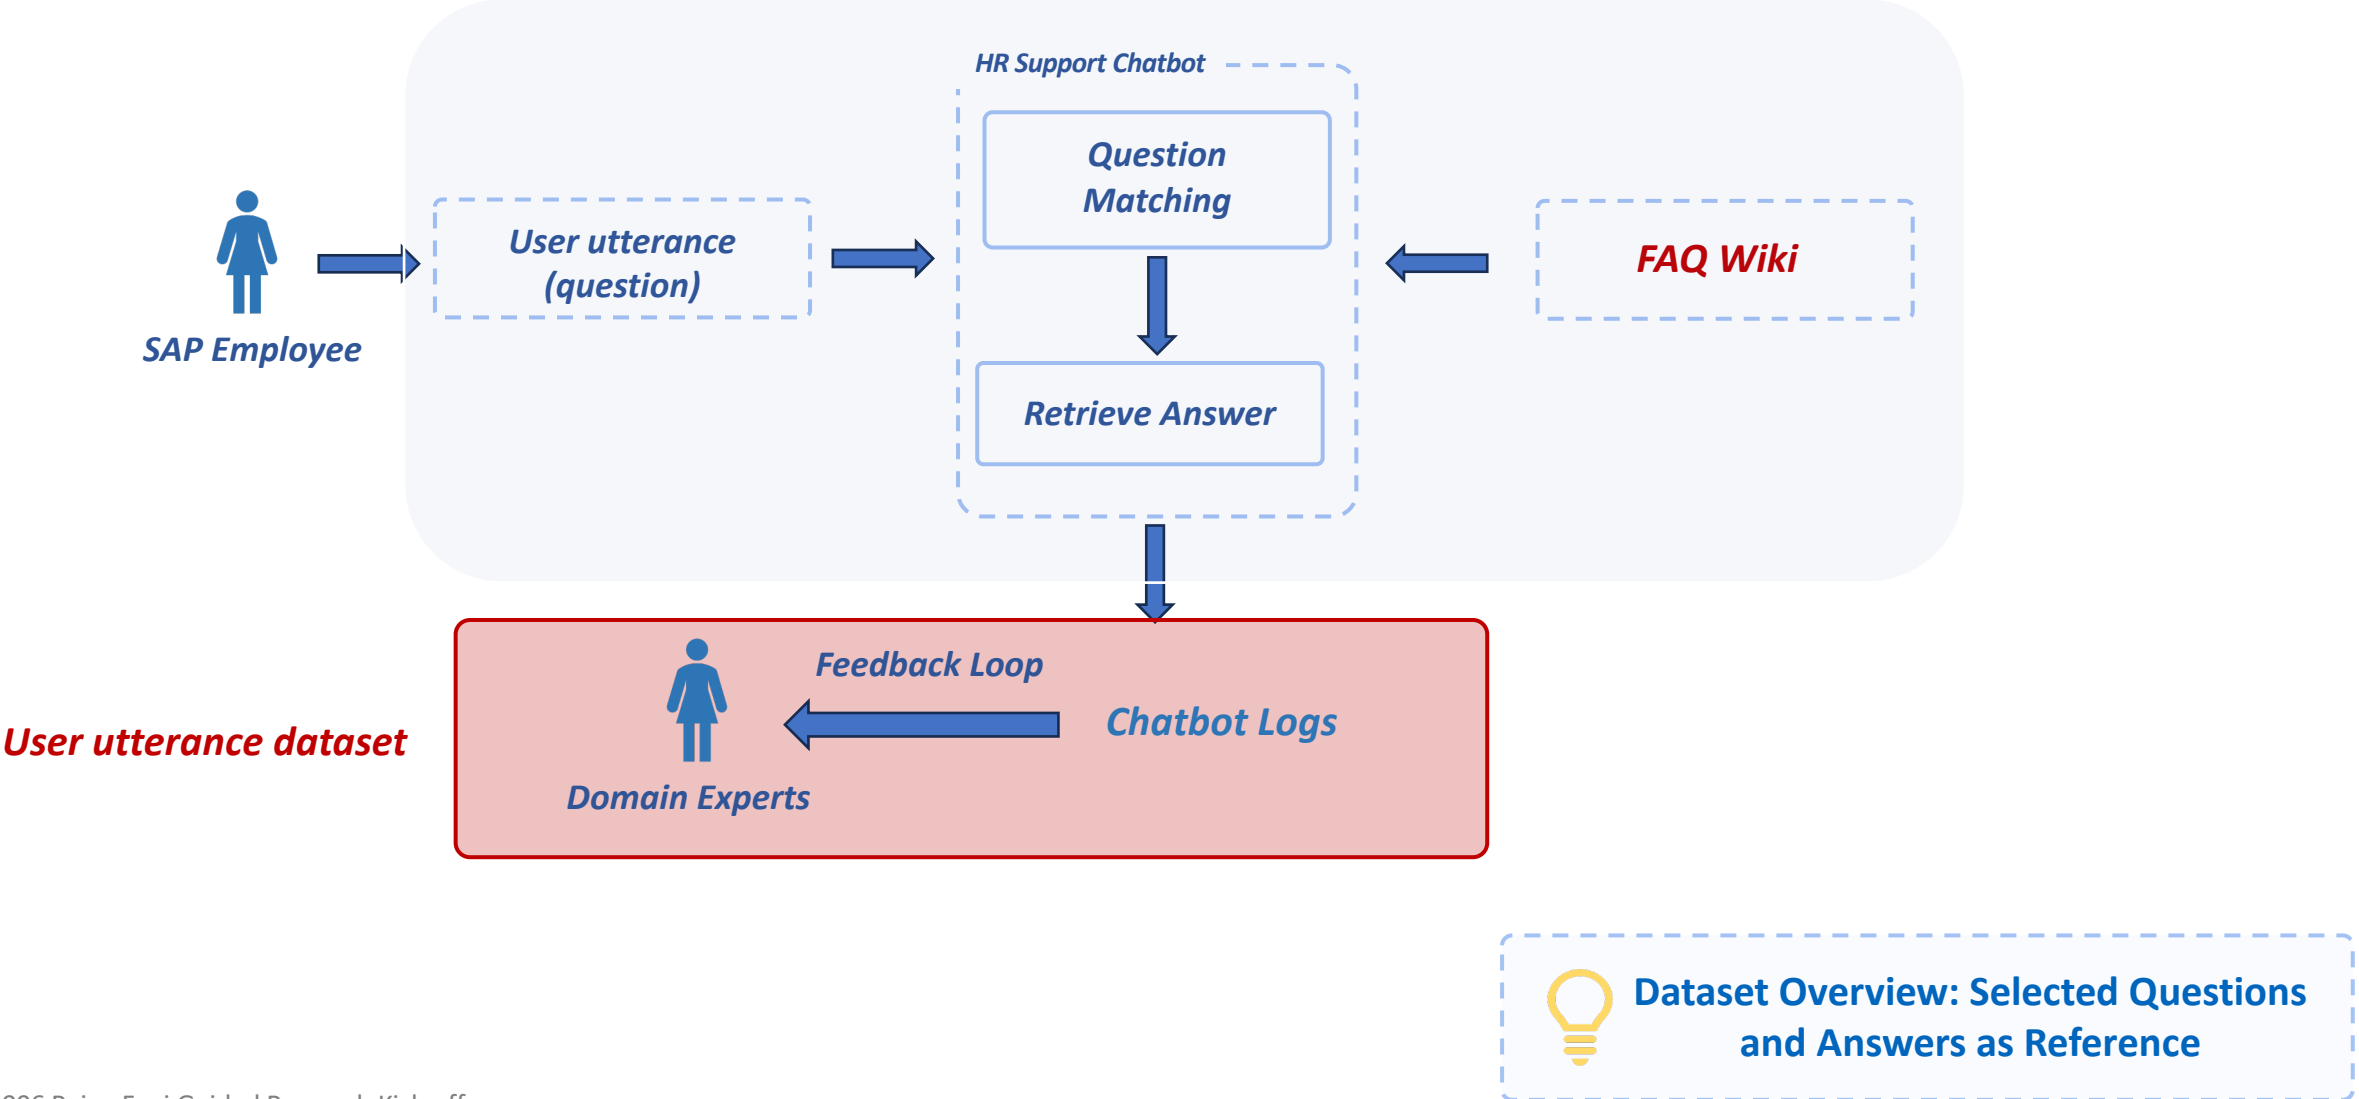 HR Support Chatbot
Question
Matching
User utterance
(question)
FAQ Wiki
SAP Employee
Retrieve Answer
Feedback Loop
Chatbot Logs
User utterance dataset
Domain Experts
Dataset Overview: Selected Questions
and Answers as Reference